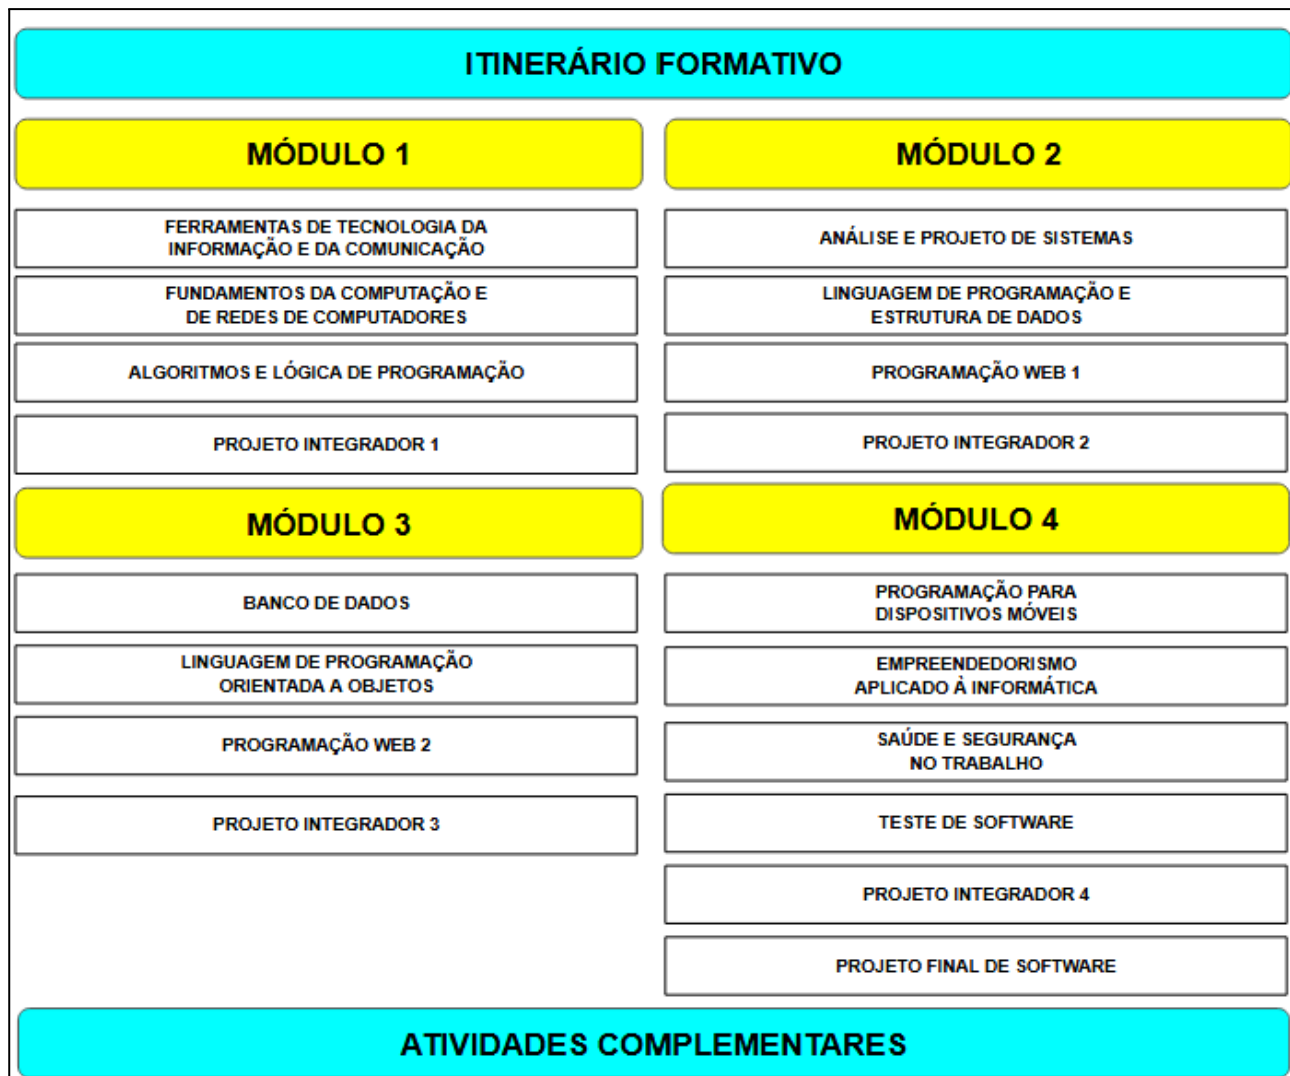 ITINERÁRIO FORMATIVO
MÓDULO 1
FERRAMENTAS DE TECNOLOGIA DA
INFORMAÇÃO E DA COMUNICAÇÃO
FUNDAMENTOS DA COMPUTAÇÃO E
DE REDES DE COMPUTADORES
ALGORITMOS E LÓGICA DE PROGRAMAÇÃO
PROJETO INTEGRADOR 1
MÓDULO 2
ANÁLISE E PROJETO DE SISTEMAS
LINGUAGEM DE PROGRAMAÇÃO E
ESTRUTURA DE DADOS
PROGRAMAÇÃO WEB 1
PROJETO INTEGRADOR 2
MÓDULO 3
BANCO DE DADOS
LINGUAGEM DE PROGRAMAÇÃO
ORIENTADA A OBJETOS
PROGRAMAÇÃO WEB 2
PROJETO INTEGRADOR 3
MÓDULO 4
PROGRAMAÇÃO PARA
DISPOSITIVOS MÓVEIS
EMPREENDEDORISMO
APLICADO À INFORMÁTICA
SAÚDE E SEGURANÇA
NO TRABALHO
TESTE DE SOFTWARE
PROJETO INTEGRADOR 4
PROJETO FINAL DE SOFTWARE
ATIVIDADES COMPLEMENTARES